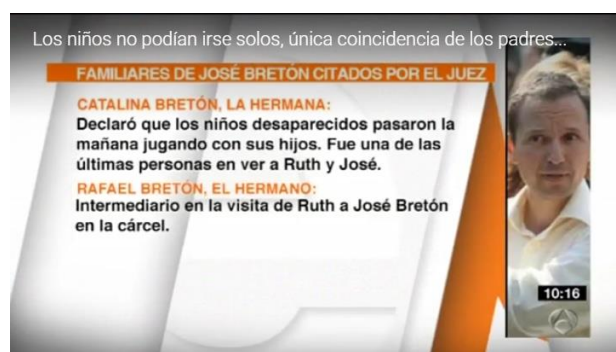 Los niños no podían irse solos, única coincidencia de los padres...
FAMILIARES DE JOSÉ BRETÓN CITADOS POR EL JUEZ
CATALINA BRETÓN, LA HERMANA:
Declaró que los niños desaparecidos pasaron la
mañana jugando con sus hijos. Fue una de las
últimas personas en ver a Ruth y José.
RAFAEL BRETÓN, EL HERMANO:
Intermediario en la visita de Ruth a José Bretón
en la cárcel.
10:16